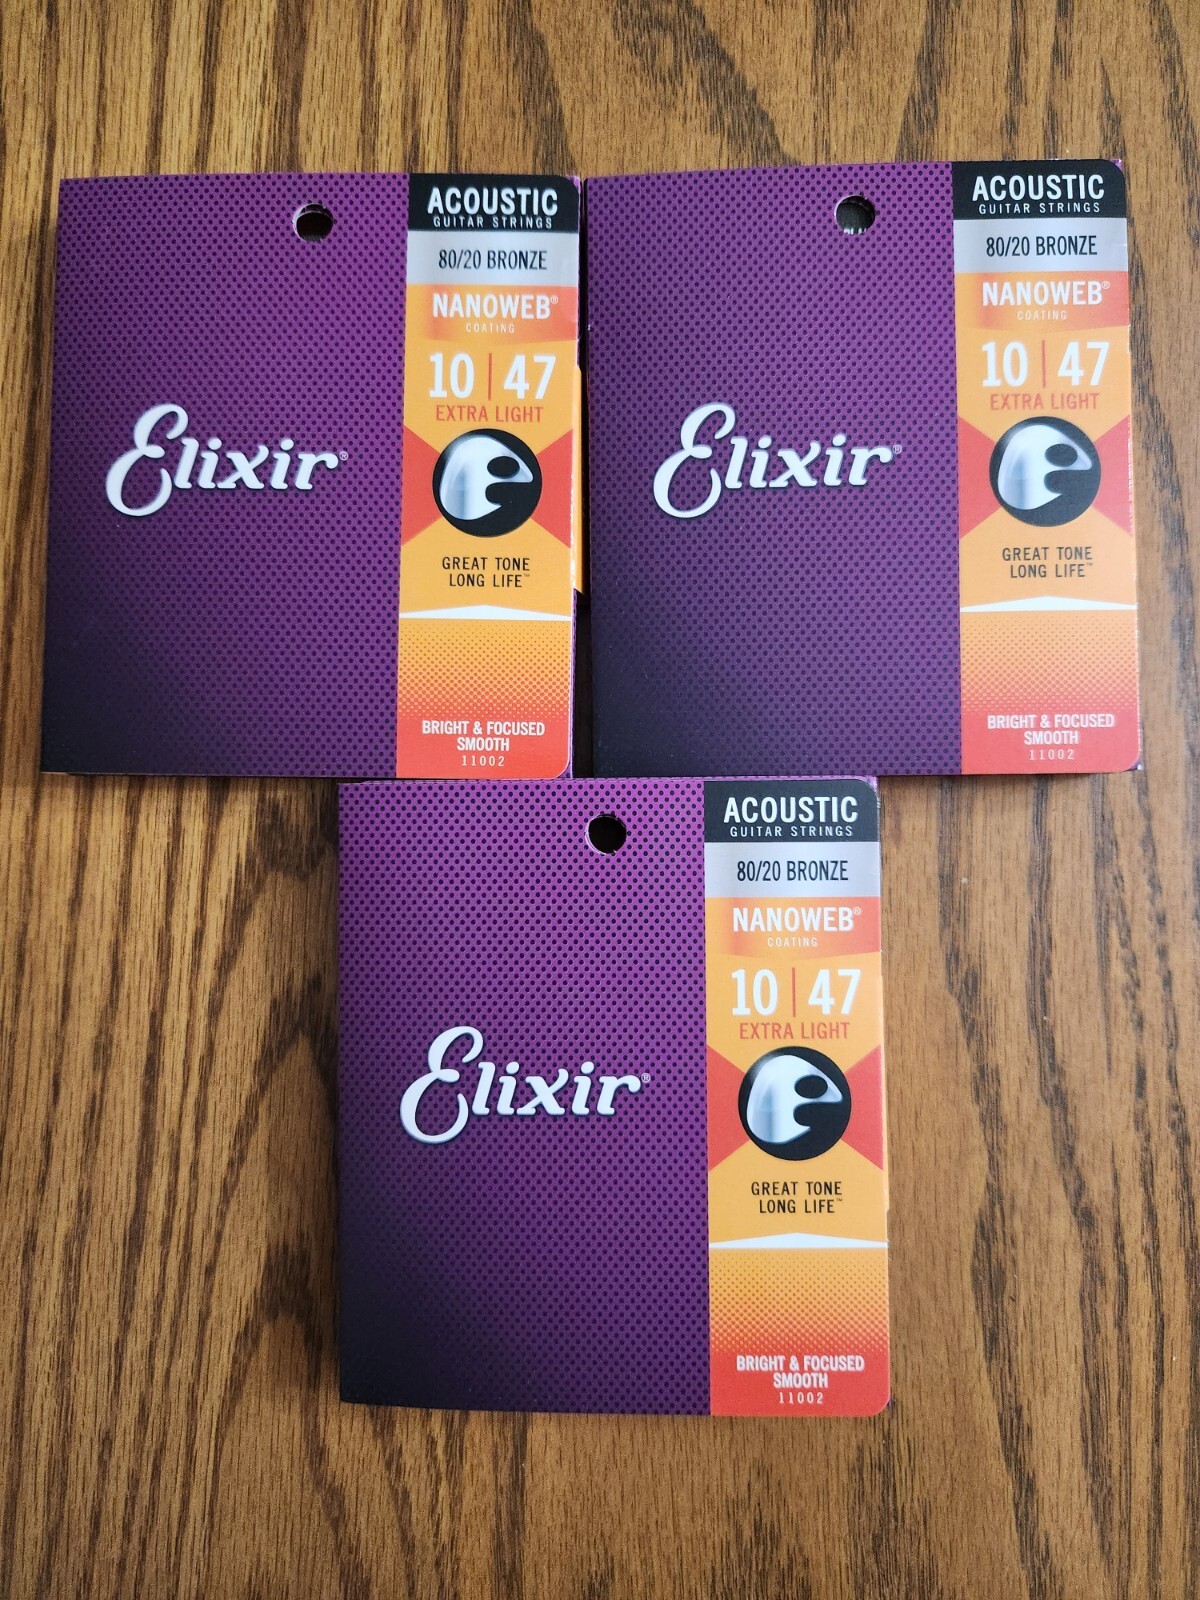 Elixir®
ACOUSTIC
GUITAR STRINGS
80/20 BRONZE
NANOWEB®
COATING
10 | 47
EXTRA LIGHT
GREAT TONE
LONG LIFE™
BRIGHT & FOCUSED
SMOOTH
11002
Elixir®
ACOUSTIC
GUITAR STRINGS
80/20 BRONZE
NANOWEB®
COATING
10 | 47
EXTRA LIGHT
GREAT TONE
LONG LIFE™
BRIGHT & FOCUSED
SMOOTH
11002
Elixir®
ACOUSTIC
GUITAR STRINGS
80/20 BRONZE
NANOWEB®
COATING
10 | 47
EXTRA LIGHT
GREAT TONE
LONG LIFE™
BRIGHT & FOCUSED
SMOOTH
11002